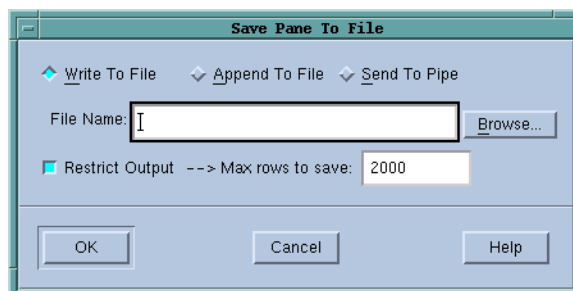 Save Pane To File
Write To File Append To File Send To Pipe
File Name: Browse...
Restrict Output --> Max rows to save: 2000
OK Cancel Help